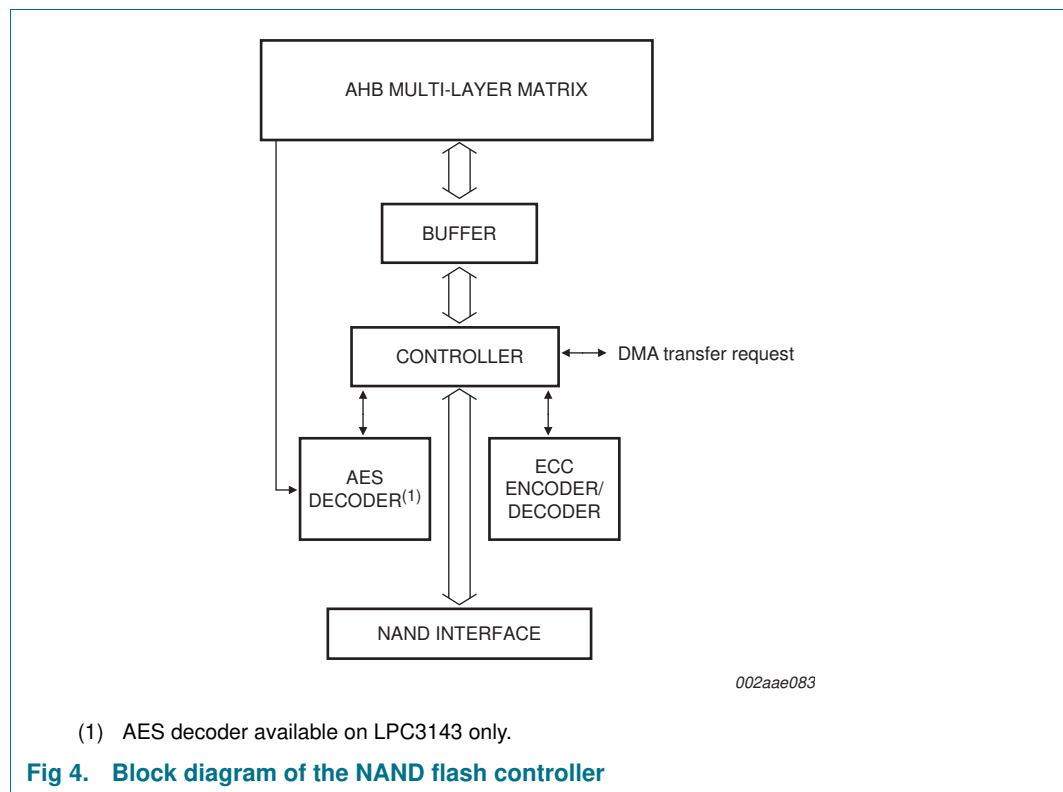 AHB MULTI-LAYER MATRIX
BUFFER
CONTROLLER
DMA transfer request
AES
DECODER(1)
ECC
ENCODER/
DECODER
NAND INTERFACE
002aae083
(1) AES decoder available on LPC3143 only.
Fig 4. Block diagram of the NAND flash controller